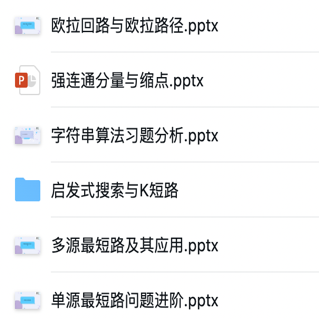 欧拉回路与欧拉路径.pptx
强连通分量与缩点.pptx
字符串算法习题分析.pptx
启发式搜索与K短路
多源最短路及其应用.pptx
单源最短路问题进阶.pptx